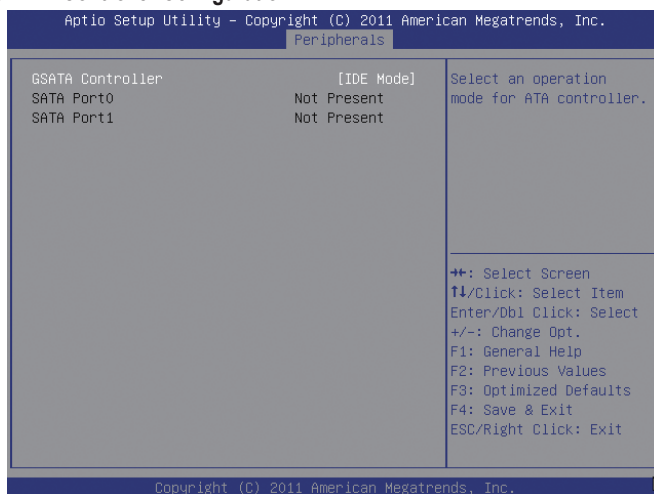 Aptio Setup Utility – Copyright (C) 2011 American Megatrends, Inc.
Peripherals
GSATA Controller [IDE Mode]
SATA Port0 Not Present
SATA Port1 Not Present
Select an operation
mode for ATA controller.
→←: Select Screen
↑↓/Click: Select Item
Enter/Dbl Click: Select
+/-: Change Opt.
F1: General Help
F2: Previous Values
F3: Optimized Defaults
F4: Save & Exit
ESC/Right Click: Exit
Copyright (C) 2011 American Megatrends, Inc.